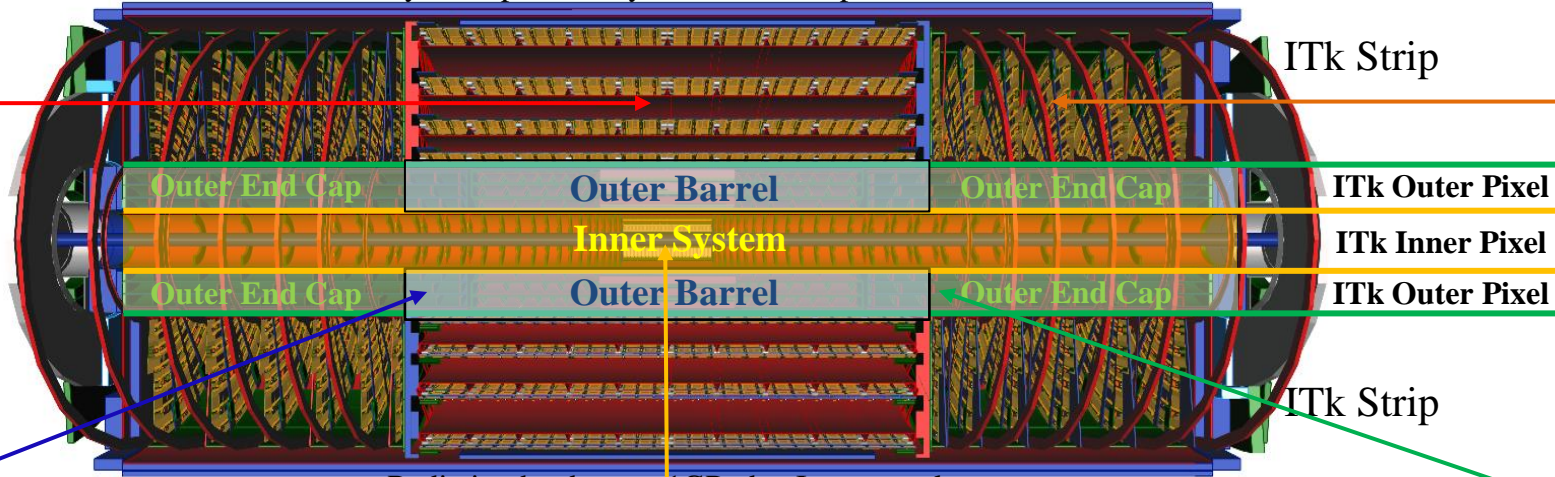 ITk Strip
Outer End Cap
Outer Barrel
Outer End Cap
ITk Outer Pixel
Inner System
ITk Inner Pixel
Outer End Cap
Outer Barrel
Outer End Cap
ITk Outer Pixel
ITk Strip